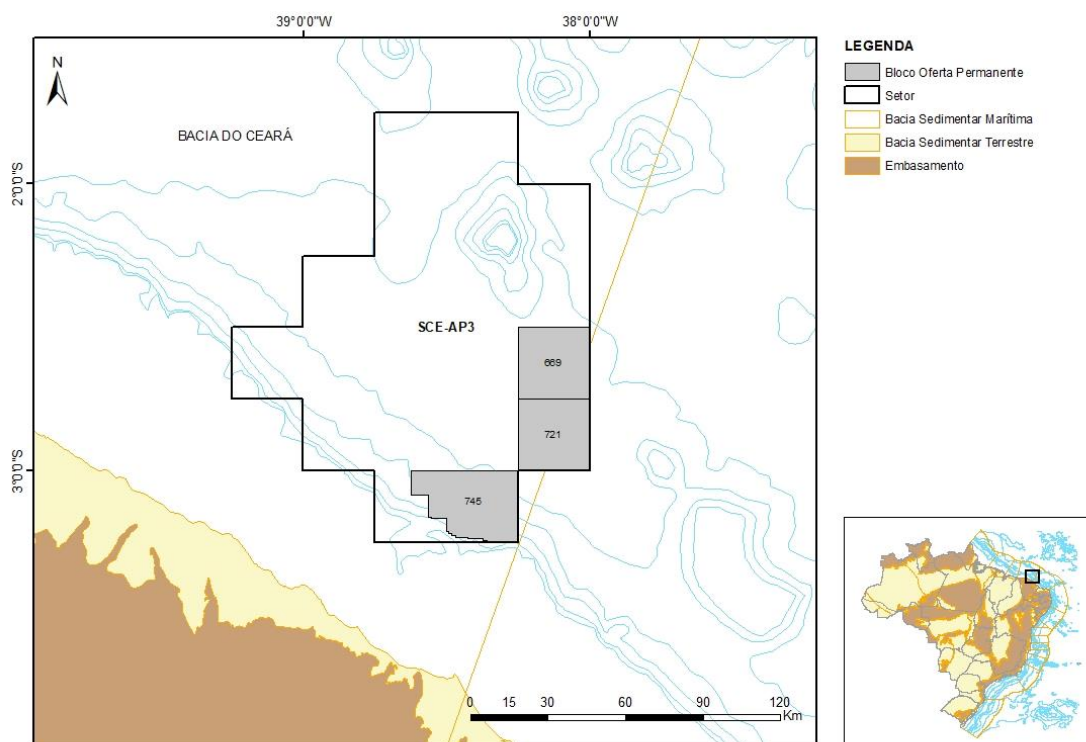 39°0'0"W
38°0'0"W
N
BACIA DO CEARÁ
2°0'0"S
SCE-AP3
669
721
3°0'0"S
745
0 15 30 60 90 120
Km
LEGENDA
Bloco Oferta Permanente
Setor
Bacia Sedimentar Marítima
Bacia Sedimentar Terrestre
Embasamento